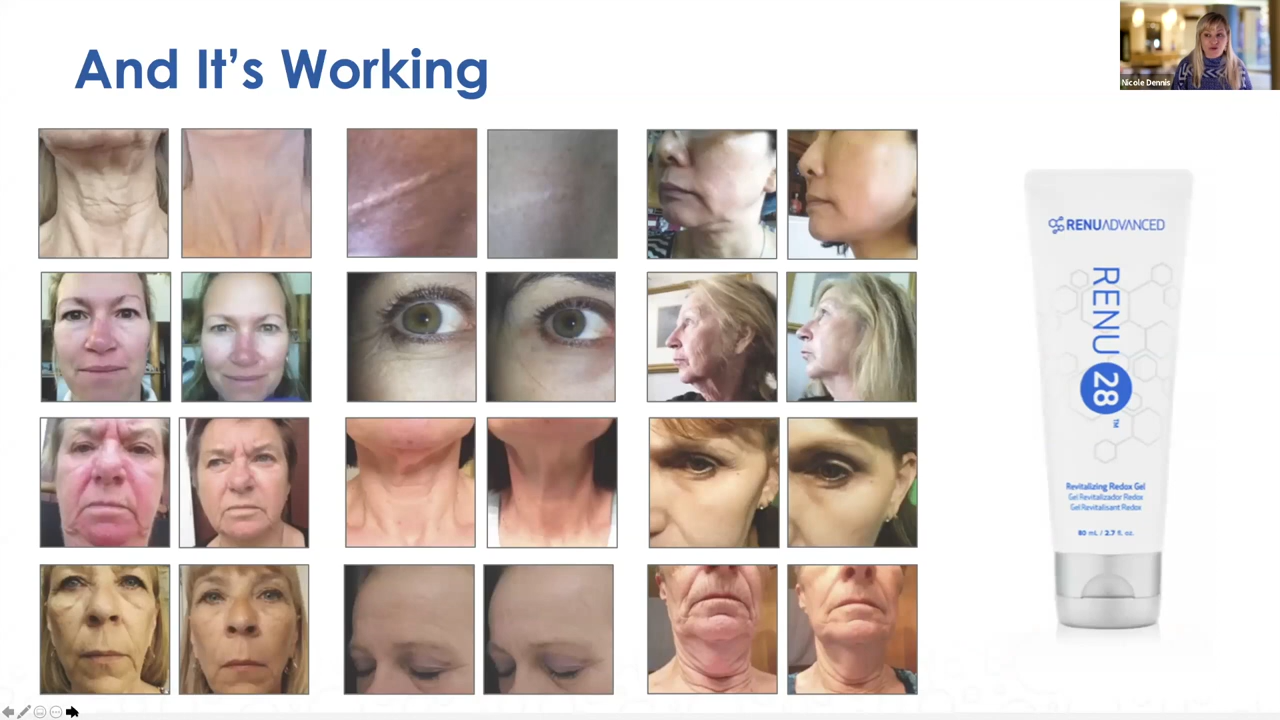 And It's Working
Nicole Dennis
RENUADVANCED
RENU 28™
Revitalizing Redox Gel
Gel Revitalizador Redox
Gel Revitalisant Redox
80 mL / 2.7 fl. oz.